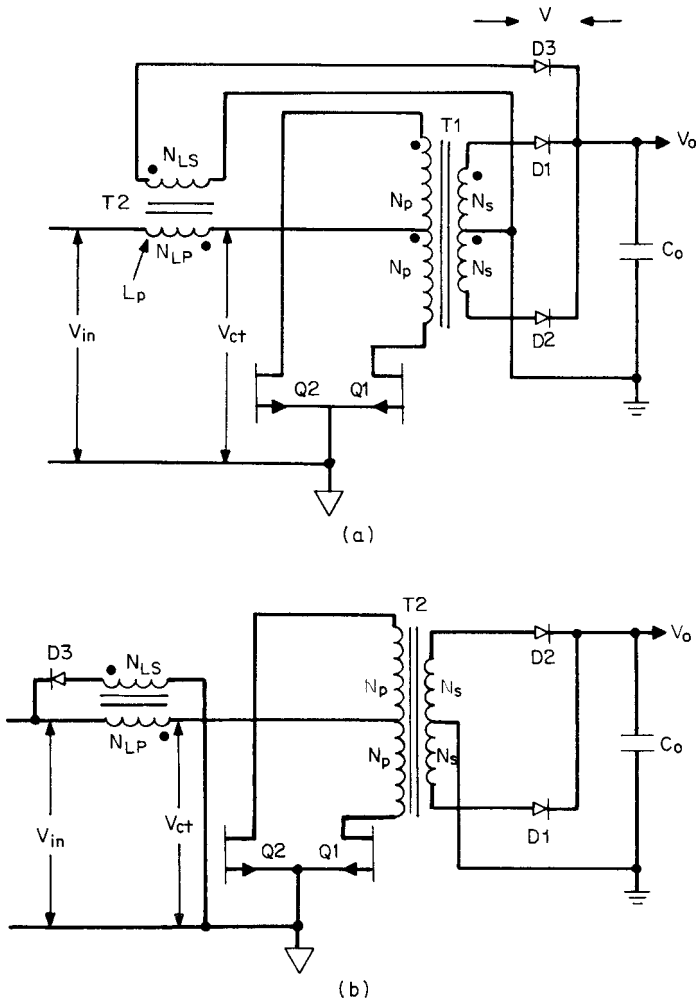 V
D3
T1
D1
Vo
NLS
T2
NLP
Lp
Np
Ns
Np
Ns
Co
Vin
Vct
D2
Q2
Q1
(a)
T2
D3
NLS
D2
Vo
Np
Ns
NLP
Np
Ns
Co
Vin
Vct
D1
Q2
Q1
(b)